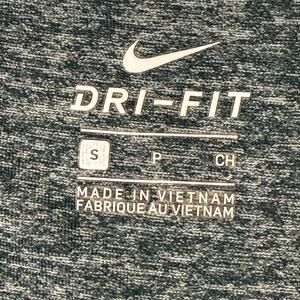 DRI-FIT
S P CH
MADE IN VIETNAM
FABRIQUE AU VIETNAM